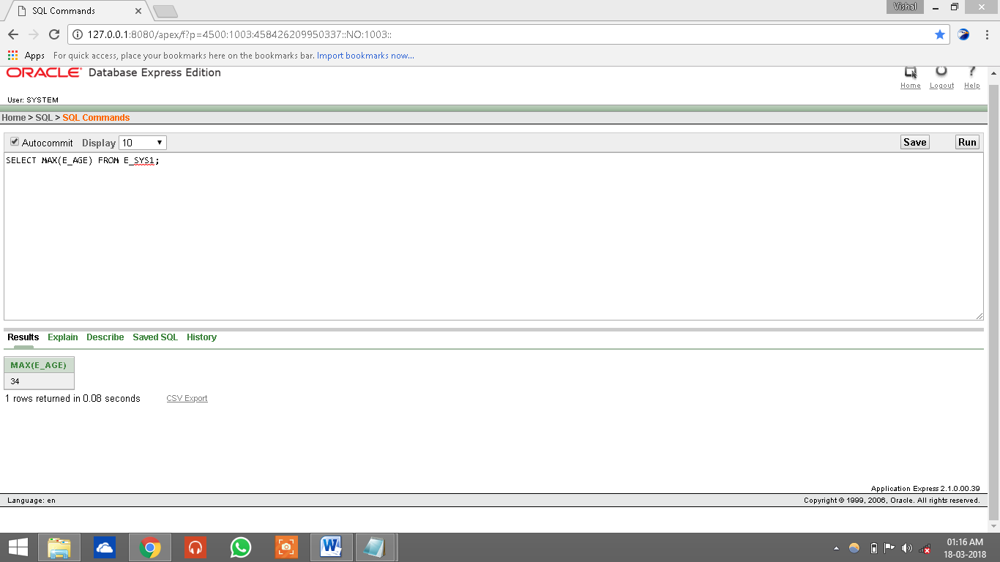 SQL Commands
Vishal
127.0.0.1:8080/apex/f?p=4500:1003:458426209950337::NO:1003::
Apps For quick access, place your bookmarks here on the bookmarks bar. Import bookmarks now...
ORACLE Database Express Edition
Home Logout Help
User: SYSTEM
Home > SQL > SQL Commands
Autocommit Display 10 Save Run
SELECT MAX(E_AGE) FROM E_SYS1;
Results Explain Describe Saved SQL History
MAX(E_AGE)
34
1 rows returned in 0.08 seconds CSV Export
Application Express 2.1.0.00.39
Language: en Copyright © 1999, 2006, Oracle. All rights reserved.
01:16 AM
18-03-2018